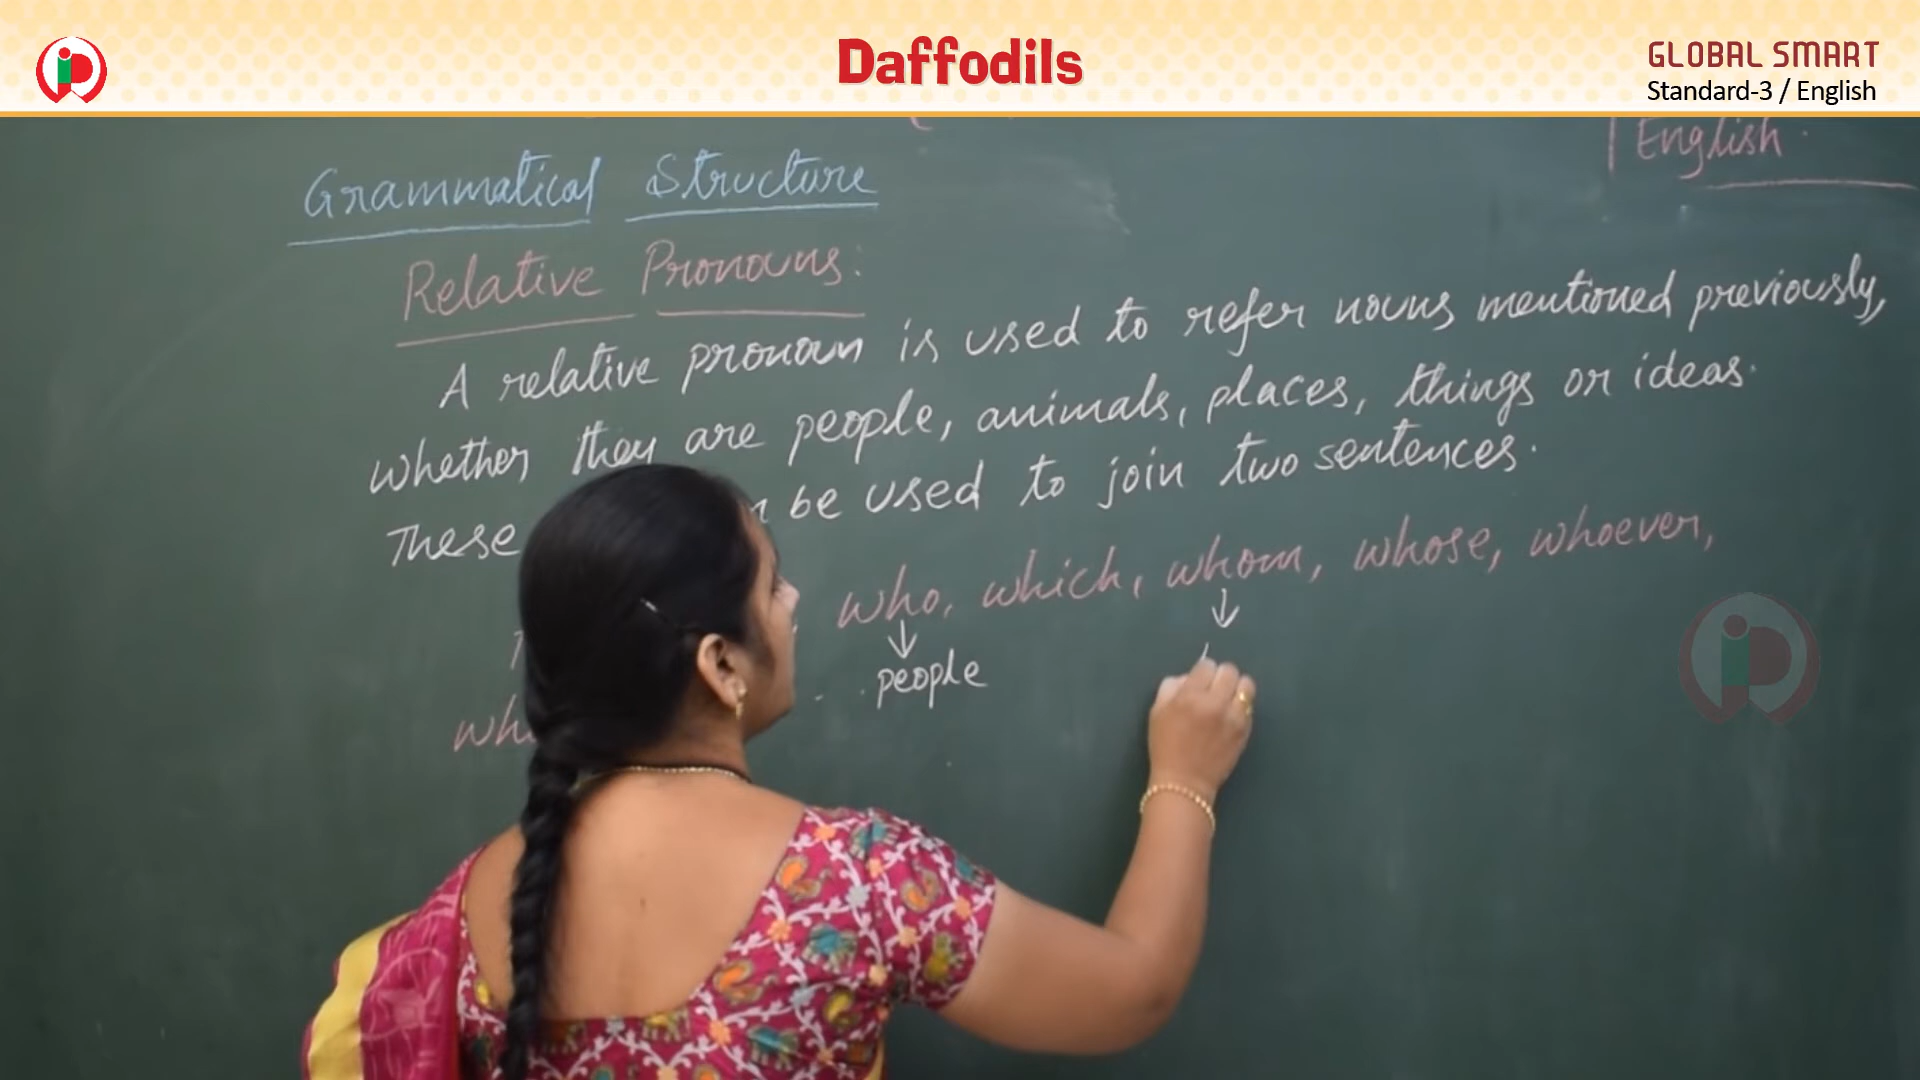 Daffodils
GLOBAL SMART
Standard-3 / English
English.
Grammatical Structure
Relative Pronouns:
A relative pronoun is used to refer nouns mentioned previously,
whether they are people, animals, places, things or ideas.
These be used to join two sentences.
who, which, whom, whose, whoever,
people